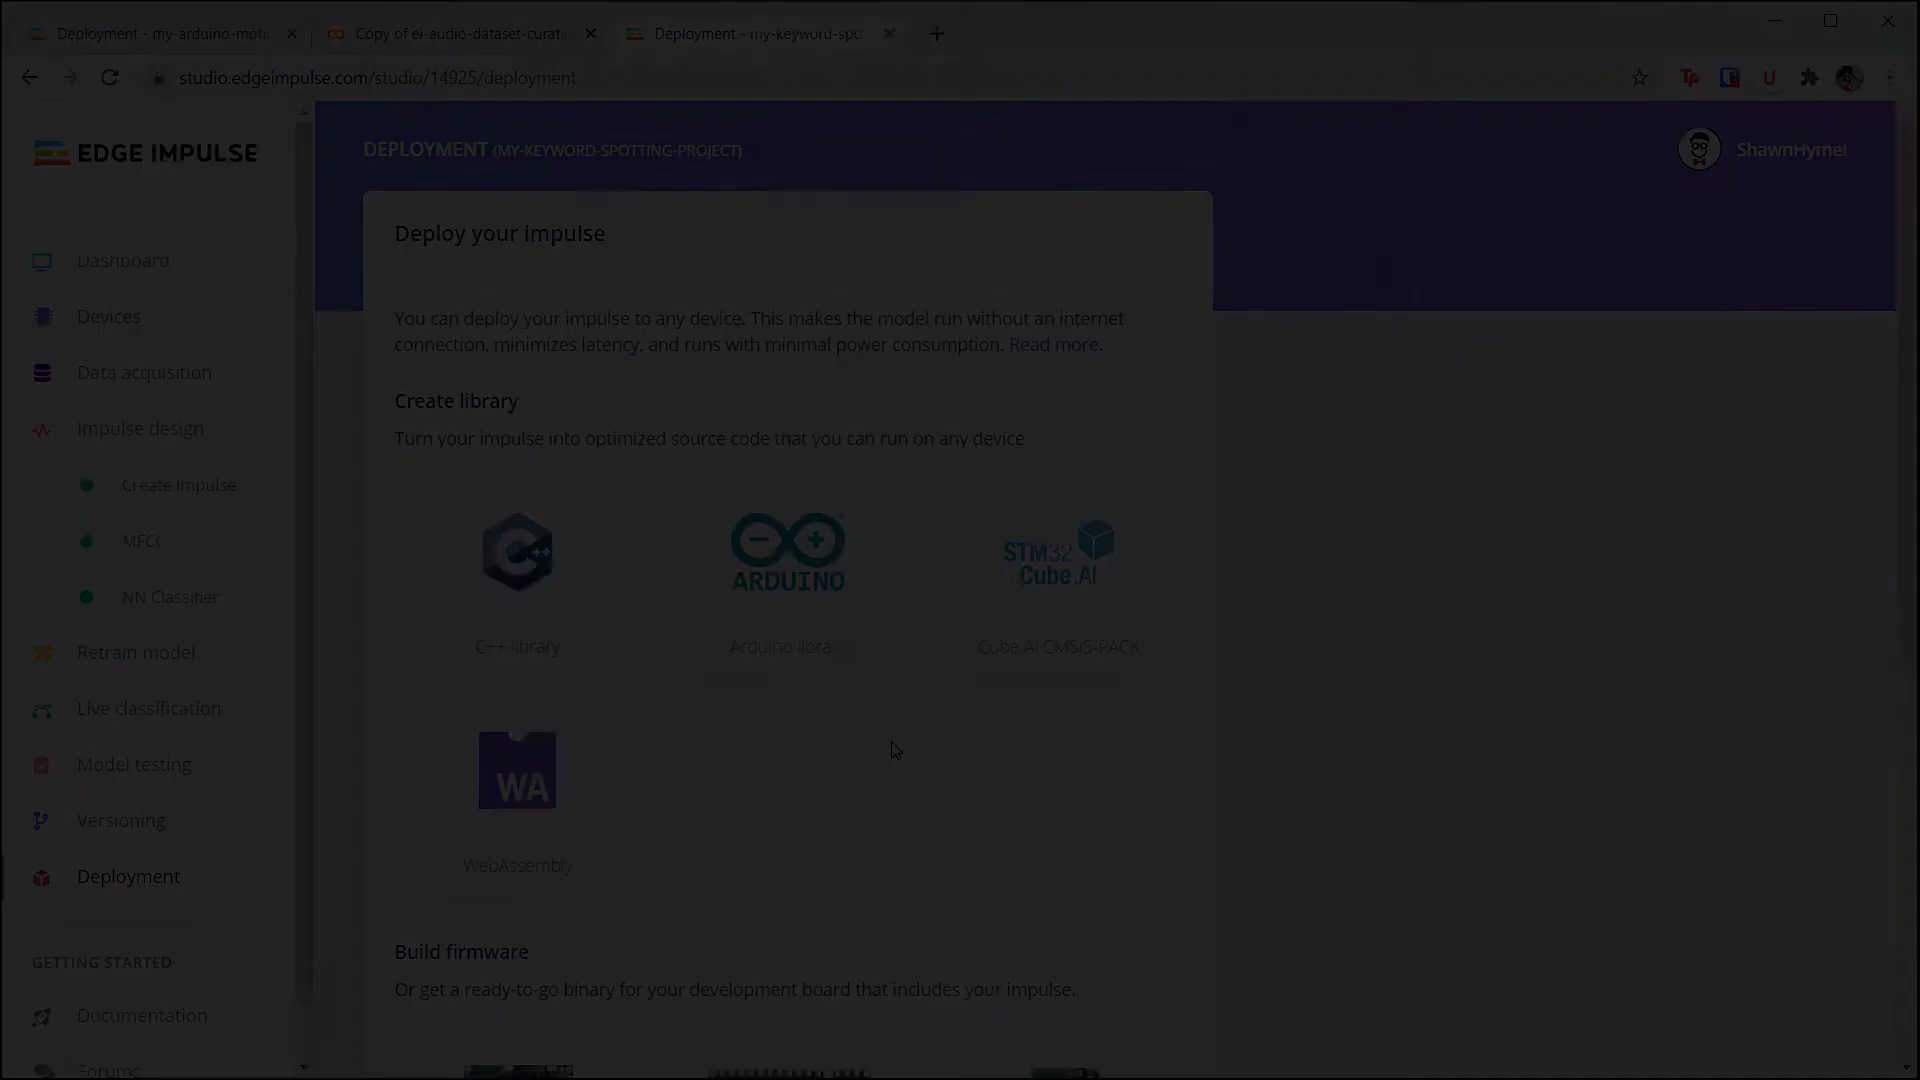 Deployment - my-arduino-moti
Copy of ei-audio-dataset-curati
Deployment - my-keyword-spo
studio.edgeimpulse.com/studio/14925/deployment
Tp
U
EDGE IMPULSE
DEPLOYMENT (MY-KEYWORD-SPOTTING-PROJECT)
ShawnHymel
Dashboard
Devices
Data acquisition
Impulse design
Create impulse
MFCC
NN Classifier
Retrain model
Live classification
Model testing
Versioning
Deployment
GETTING STARTED
Documentation
Forums
Deploy your impulse
You can deploy your impulse to any device. This makes the model run without an internet
connection, minimizes latency, and runs with minimal power consumption. Read more.
Create library
Turn your impulse into optimized source code that you can run on any device
C++
ARDUINO
STM32
Cube.AI
C++ library
Arduino library
Cube.AI CMSIS-PACK
WA
WebAssembly
Build firmware
Or get a ready-to-go binary for your development board that includes your impulse.